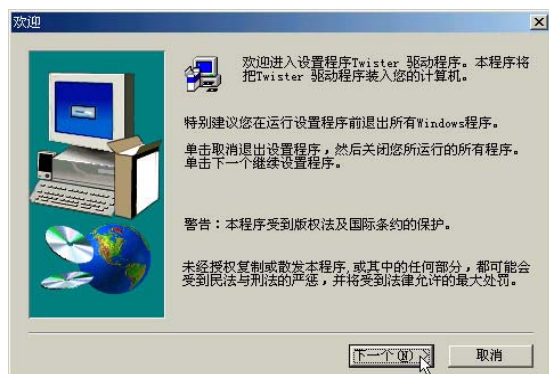 欢迎
欢迎进入设置程序Twister 驱动程序。本程序将
把Twister 驱动程序装入您的计算机。
特别建议您在运行设置程序前退出所有Windows程序。
单击取消退出设置程序，然后关闭您所运行的所有程序。
单击下一个继续设置程序。
警告：本程序受到版权法及国际条约的保护。
未经授权复制或散发本程序,或其中的任何部分，都可能会
受到民法与刑法的严惩，并将受到法律允许的最大处罚。
下一个(N) >
取消